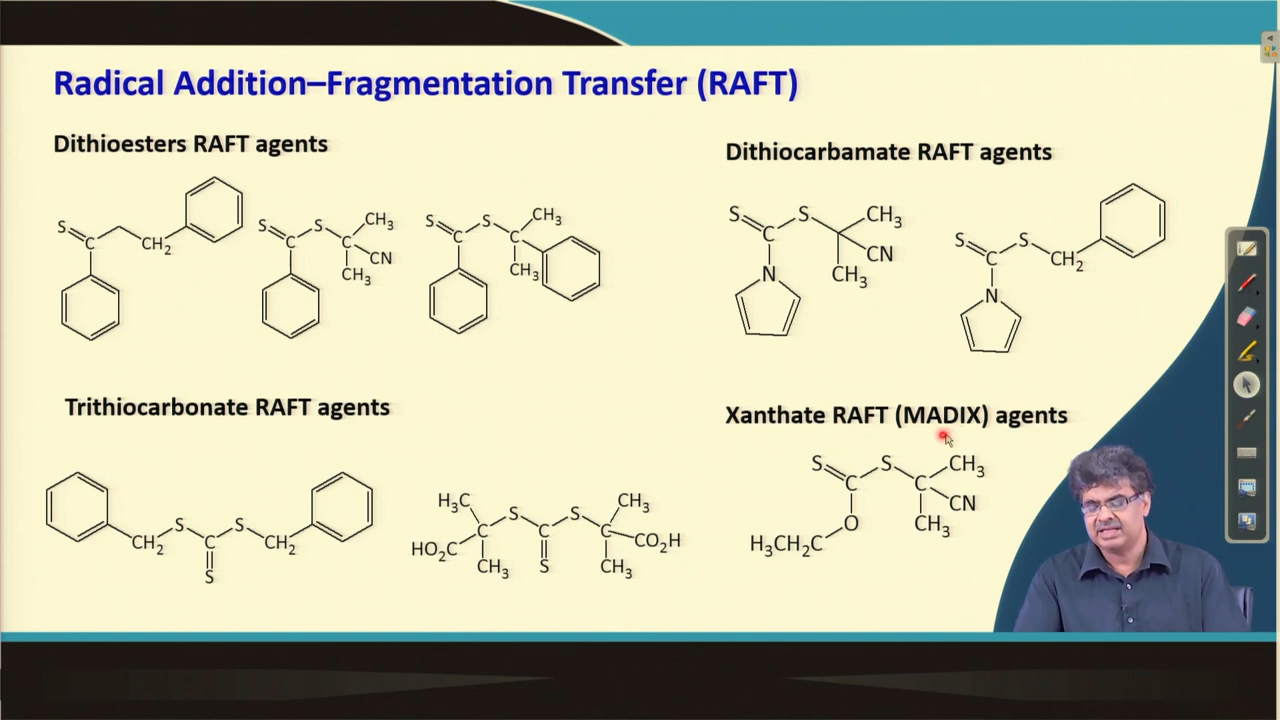 Radical Addition–Fragmentation Transfer (RAFT)
Dithioesters RAFT agents
S
C
CH2
S
C
S
C
CH3
CN
CH3
S
C
S
C
CH3
CH3
Dithiocarbamate RAFT agents
S
C
S
CH3
CN
CH3
N
S
C
S
CH2
N
Trithiocarbonate RAFT agents
CH2
S
C
S
CH2
S
H3C
HO2C
C
CH3
S
C
S
S
C
CH3
CO2H
CH3
Xanthate RAFT (MADIX) agents
S
C
S
C
CH3
CN
CH3
O
H3CH2C